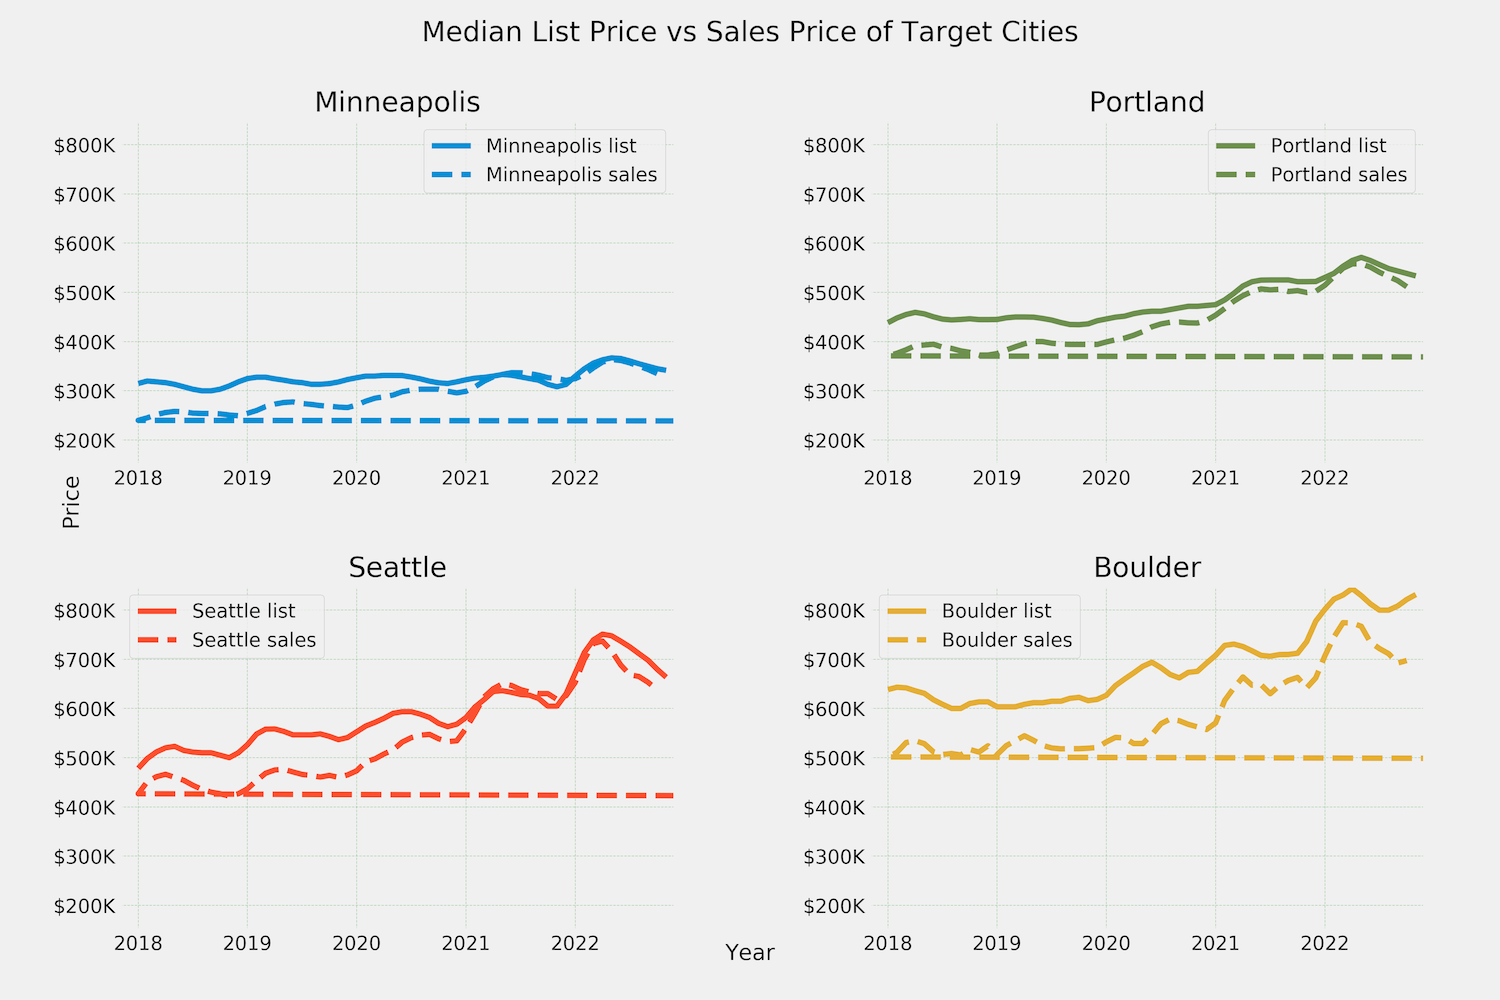 Median List Price vs Sales Price of Target Cities
Minneapolis
$800K
$700K
$600K
$500K
$400K
$300K
$200K
Minneapolis list
Minneapolis sales
2018 2019 2020 2021 2022
Portland
$800K
$700K
$600K
$500K
$400K
$300K
$200K
Portland list
Portland sales
2018 2019 2020 2021 2022
Price
Seattle
$800K
$700K
$600K
$500K
$400K
$300K
$200K
Seattle list
Seattle sales
2018 2019 2020 2021 2022
Boulder
$800K
$700K
$600K
$500K
$400K
$300K
$200K
Boulder list
Boulder sales
2018 2019 2020 2021 2022
Year